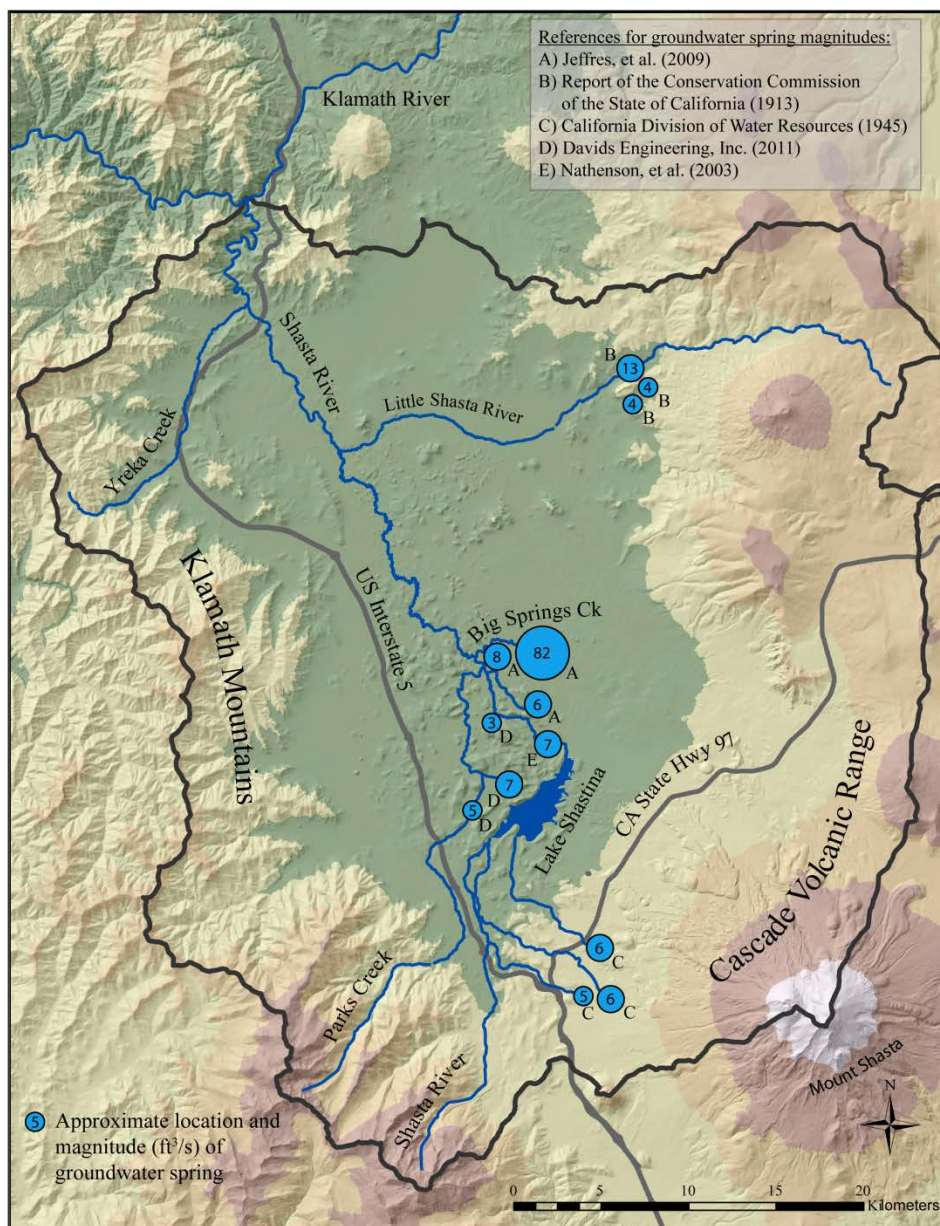 References for groundwater spring magnitudes:
A) Jeffres, et al. (2009)
B) Report of the Conservation Commission
of the State of California (1913)
C) California Division of Water Resources (1945)
D) Davids Engineering, Inc. (2011)
E) Nathenson, et al. (2003)
Klamath River
Shasta River
B
13
4
B
4
B
Little Shasta River
Yreka Creek
Klamath Mountains
US Interstate 5
Big Springs Ck
8
A
82
A
6
A
3
D
7
E
7
D
5
D
Lake Shastina
CA State Hwy 97
Cascade Volcanic Range
6
C
5
C
6
C
Parks Creek
Shasta River
Mount Shasta
N
5 Approximate location and
magnitude (ft³/s) of
groundwater spring
0 5 10 20
Kilometers